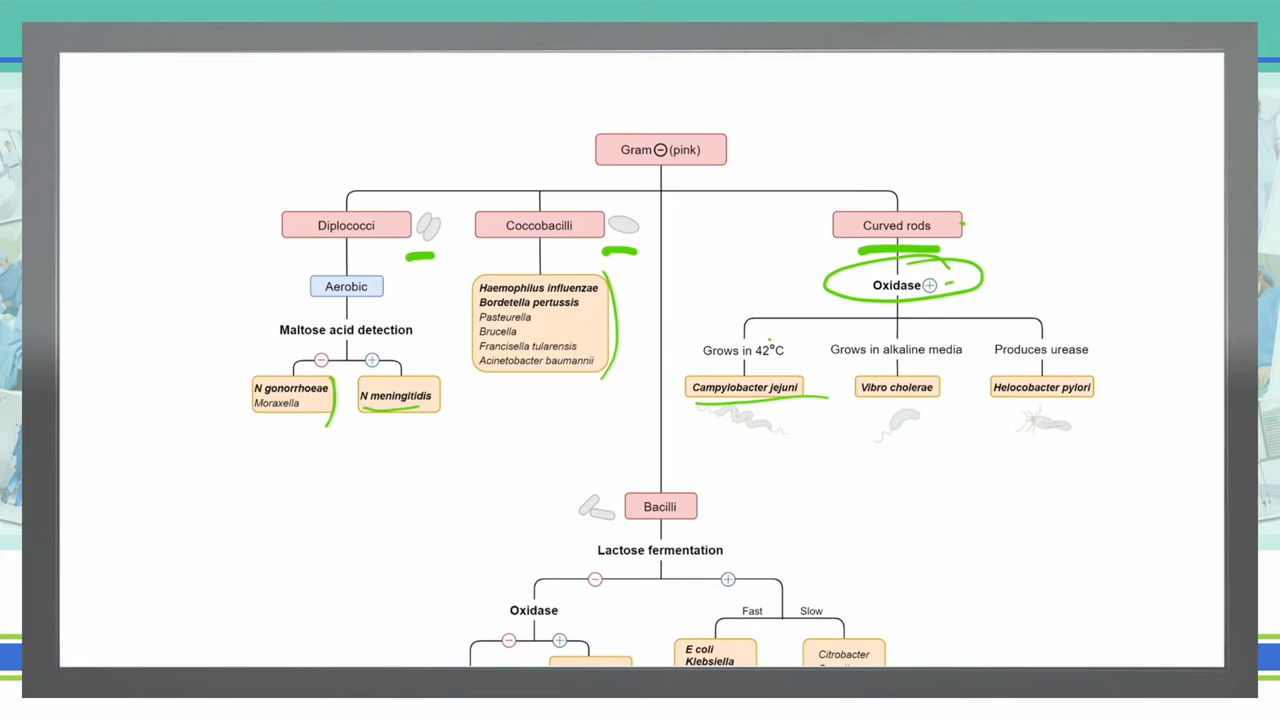 Gram ⊖ (pink)
Diplococci
Coccobacilli
Curved rods
Aerobic
Oxidase ⊕
Haemophilus influenzae
Bordetella pertussis
Pasteurella
Brucella
Francisella tularensis
Acinetobacter baumannii
Maltose acid detection
⊖ ⊕
N gonorrhoeae
Moraxella
N meningitidis
Grows in 42°C
Grows in alkaline media
Produces urease
Campylobacter jejuni
Vibro cholerae
Helocobacter pylori
Bacilli
Lactose fermentation
⊖ ⊕
Oxidase
Fast
Slow
⊖ ⊕
E coli
Klebsiella
Citrobacter